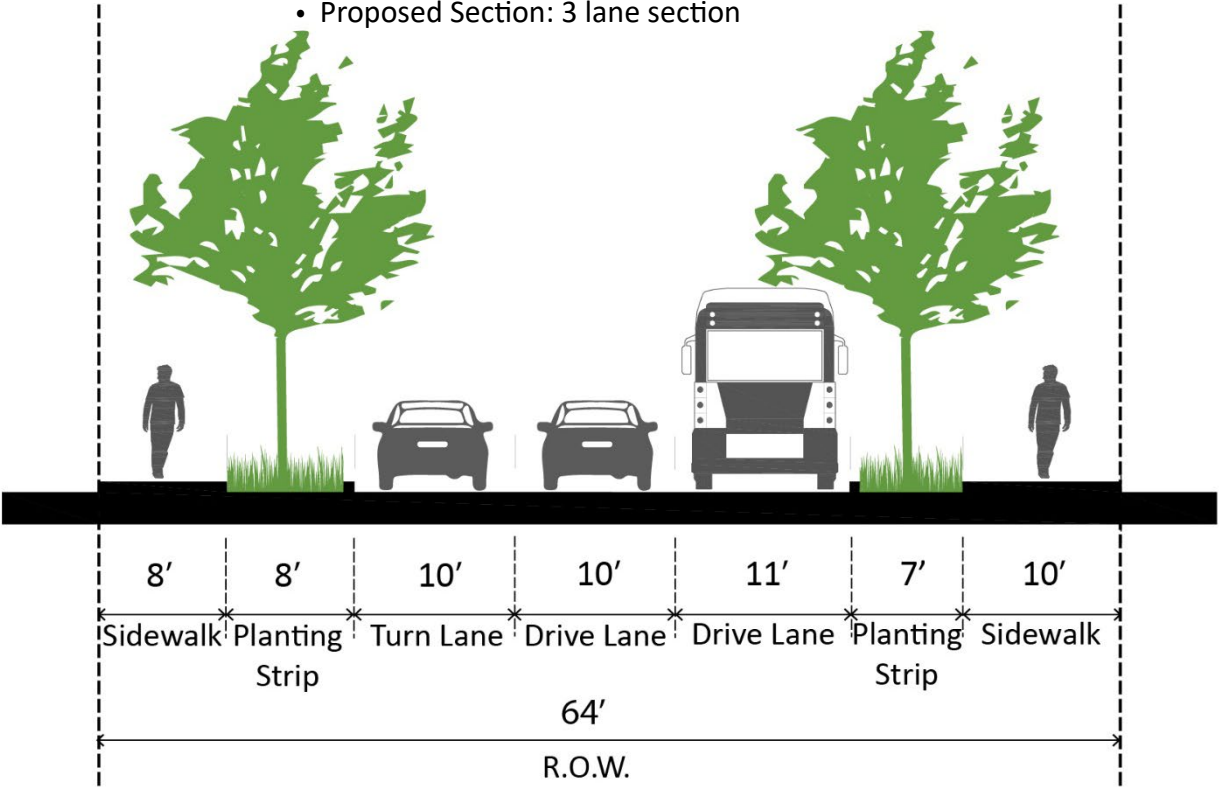 • Proposed Section: 3 lane section
8′ 8′ 10′ 10′ 11′ 7′ 10′
Sidewalk Planting Turn Lane Drive Lane Drive Lane Planting Sidewalk
Strip Strip
64′
R.O.W.